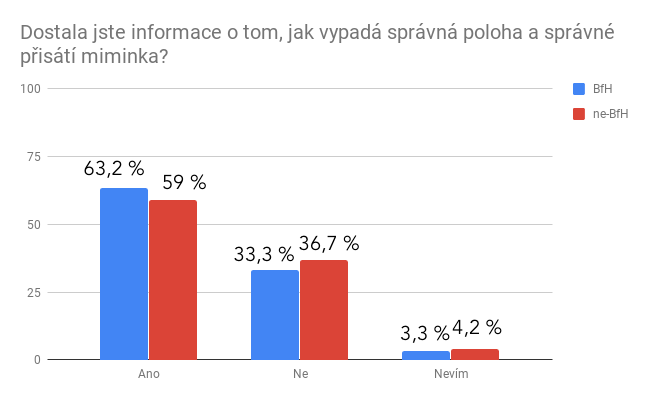 Dostala jste informace o tom, jak vypadá správná poloha a správné
přisátí miminka?
100
BfH
ne-BfH
75
63,2 %
59 %
50
33,3 %
36,7 %
25
3,3 %
4,2 %
0
Ano
Ne
Nevím